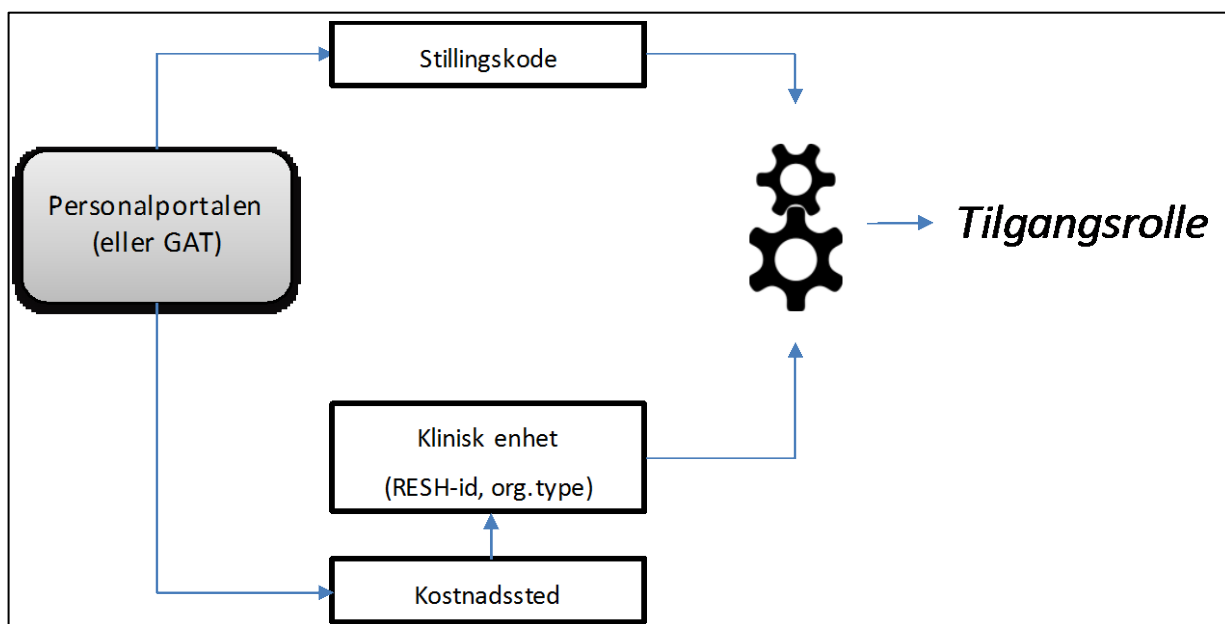 Stillingskode
Personalportalen
(eller GAT)
Tilgangsrolle
Klinisk enhet
(RESH-id, org.type)
Kostnadssted